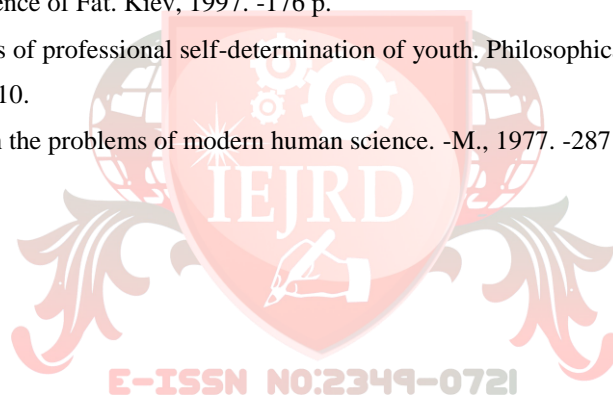 ence of Fat. Kiev, 1997. -176 p.
s of professional self-determination of youth. Philosophic
10.
n the problems of modern human science. -M., 1977. -287
IEJRD
E-ISSN NO:2349-0721